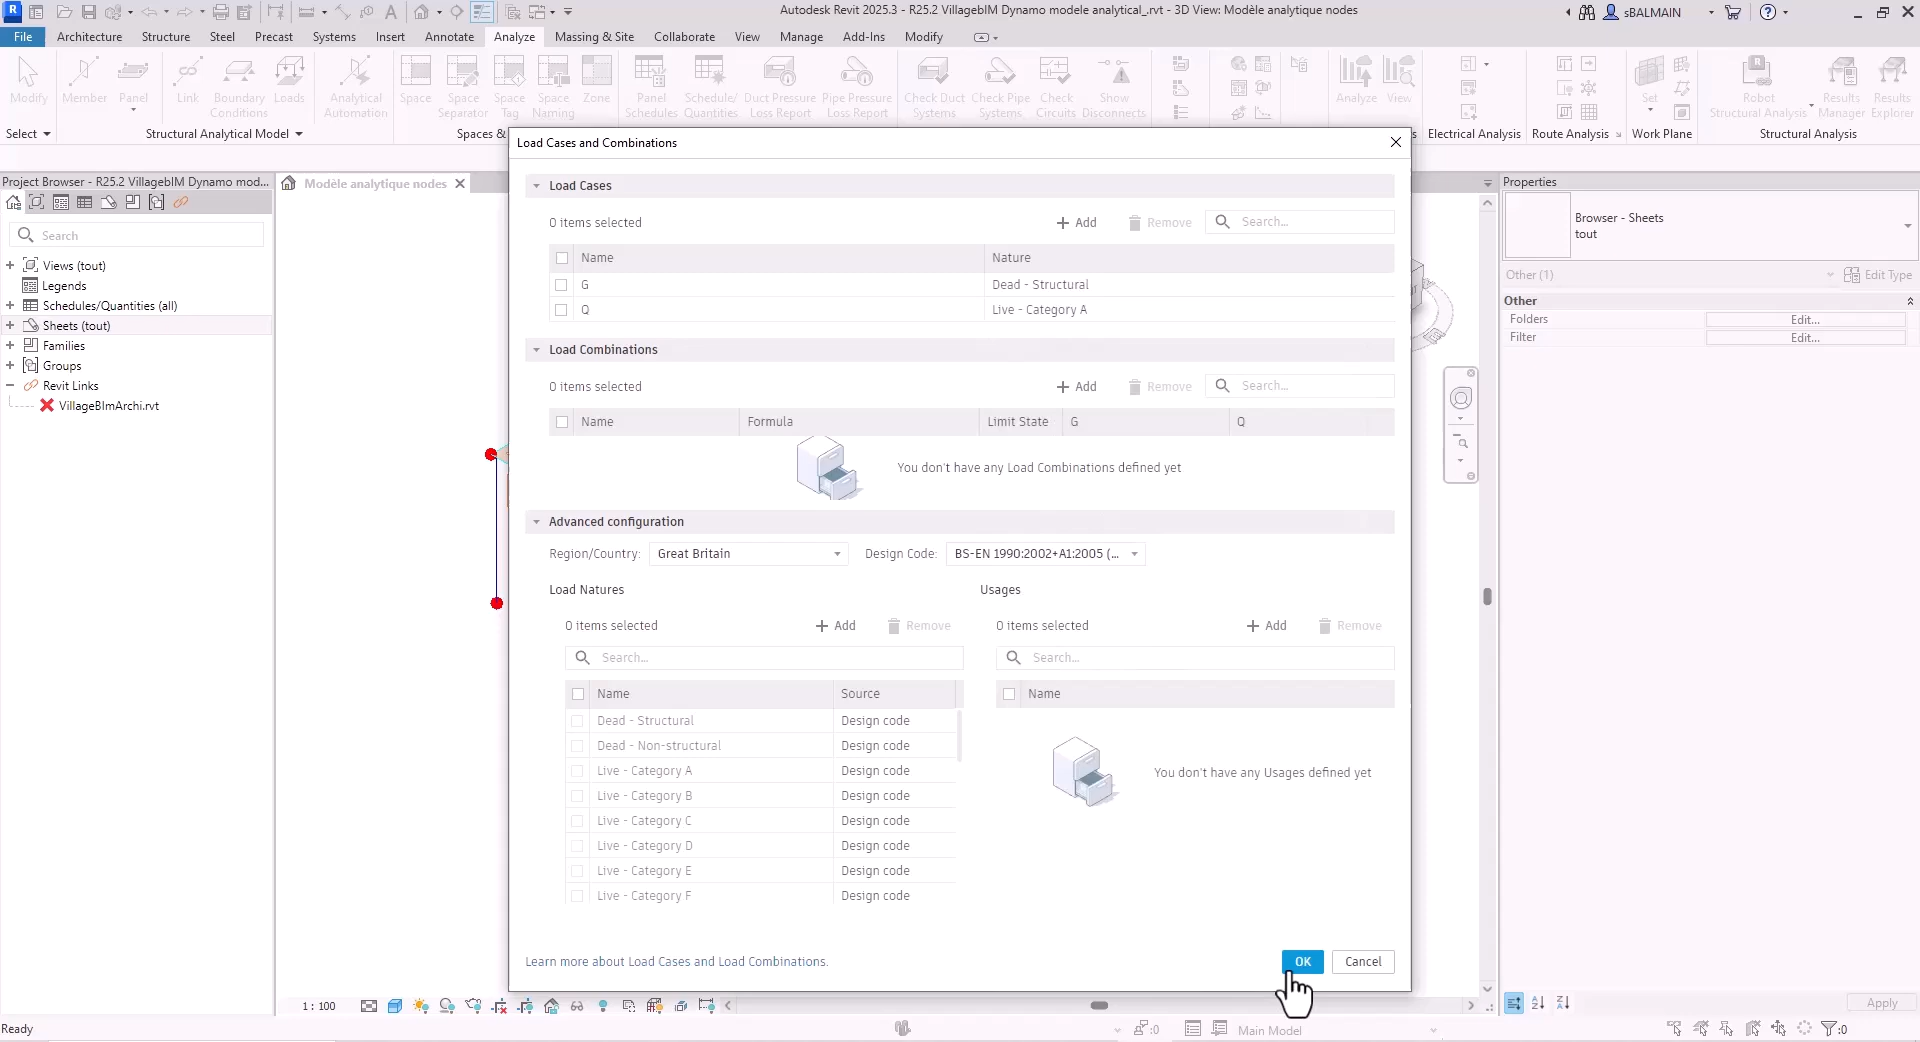 Autodesk Revit 2025.3 - R25.2 VillagebIM Dynamo modele analytical_.rvt - 3D View: Modèle analytique nodes
sBALMAIN
File Architecture Structure Steel Precast Systems Insert Annotate Analyze Massing & Site Collaborate View Manage Add-Ins Modify
Modify Member Panel Link Boundary Conditions Loads Analytical Automation Space Space Separator Space Tag Space Naming Zone Panel Schedules Schedule/ Quantities Duct Pressure Loss Report Pipe Pressure Loss Report Check Duct Systems Check Pipe Systems Check Circuits Show Disconnects Analyze View Set Robot Structural Analysis Results Manager Results Explorer
Select Structural Analytical Model Spaces & Electrical Analysis Route Analysis Work Plane Structural Analysis
Project Browser - R25.2 VillagebIM Dynamo mod...
Search
Views (tout)
Legends
Schedules/Quantities (all)
Sheets (tout)
Families
Groups
Revit Links
VillageBImArchi.rvt
Modèle analytique nodes
Load Cases and Combinations
Load Cases
0 items selected Add Remove Search...
Name Nature
G Dead - Structural
Q Live - Category A
Load Combinations
0 items selected Add Remove Search...
Name Formula Limit State G Q
You don't have any Load Combinations defined yet
Advanced configuration
Region/Country: Great Britain Design Code: BS-EN 1990:2002+A1:2005 (...
Load Natures Usages
0 items selected Add Remove
Search...
Name Source
Dead - Structural Design code
Dead - Non-structural Design code
Live - Category A Design code
Live - Category B Design code
Live - Category C Design code
Live - Category D Design code
Live - Category E Design code
Live - Category F Design code
0 items selected Add Remove
Search...
Name
You don't have any Usages defined yet
Learn more about Load Cases and Load Combinations.
OK Cancel
Properties
Browser - Sheets
tout
Other (1) Edit Type
Other
Folders Edit...
Filter Edit...
Apply
1 : 100
Ready :0 Main Model :0